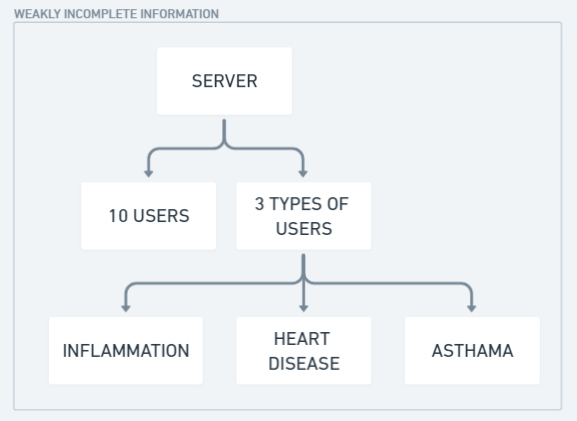 WEAKLY INCOMPLETE INFORMATION
SERVER
10 USERS
3 TYPES OF
USERS
INFLAMMATION
HEART
DISEASE
ASTHAMA